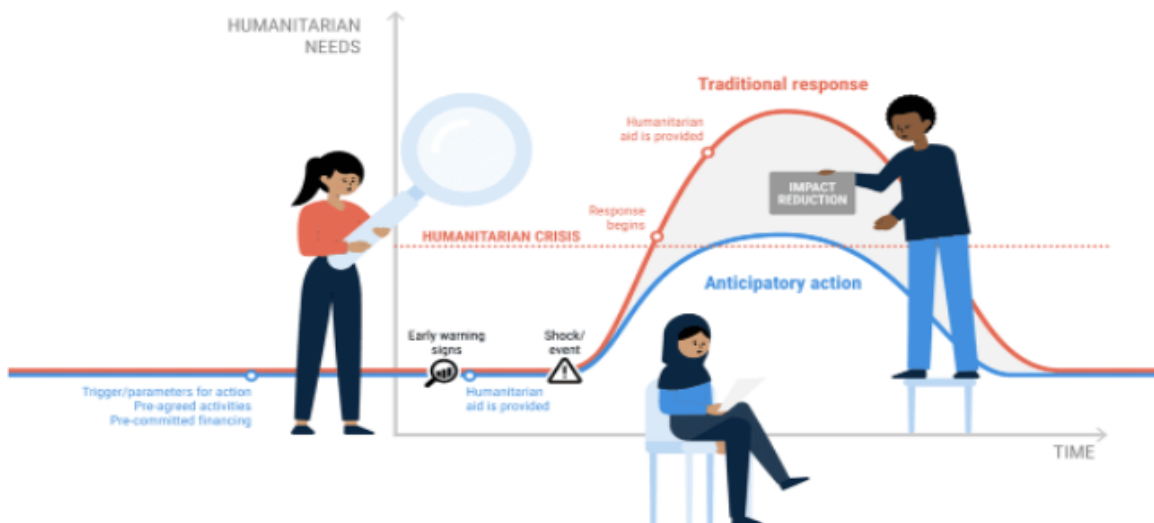 HUMANITARIAN
NEEDS
Traditional response
Humanitarian
aid is provided
IMPACT
REDUCTION
Response
begins
HUMANITARIAN CRISIS
Anticipatory action
Early warning
signs
Shock/
event
Trigger/parameters for action
Pre-agreed activities
Pre-committed financing
Humanitarian
aid is provided
TIME